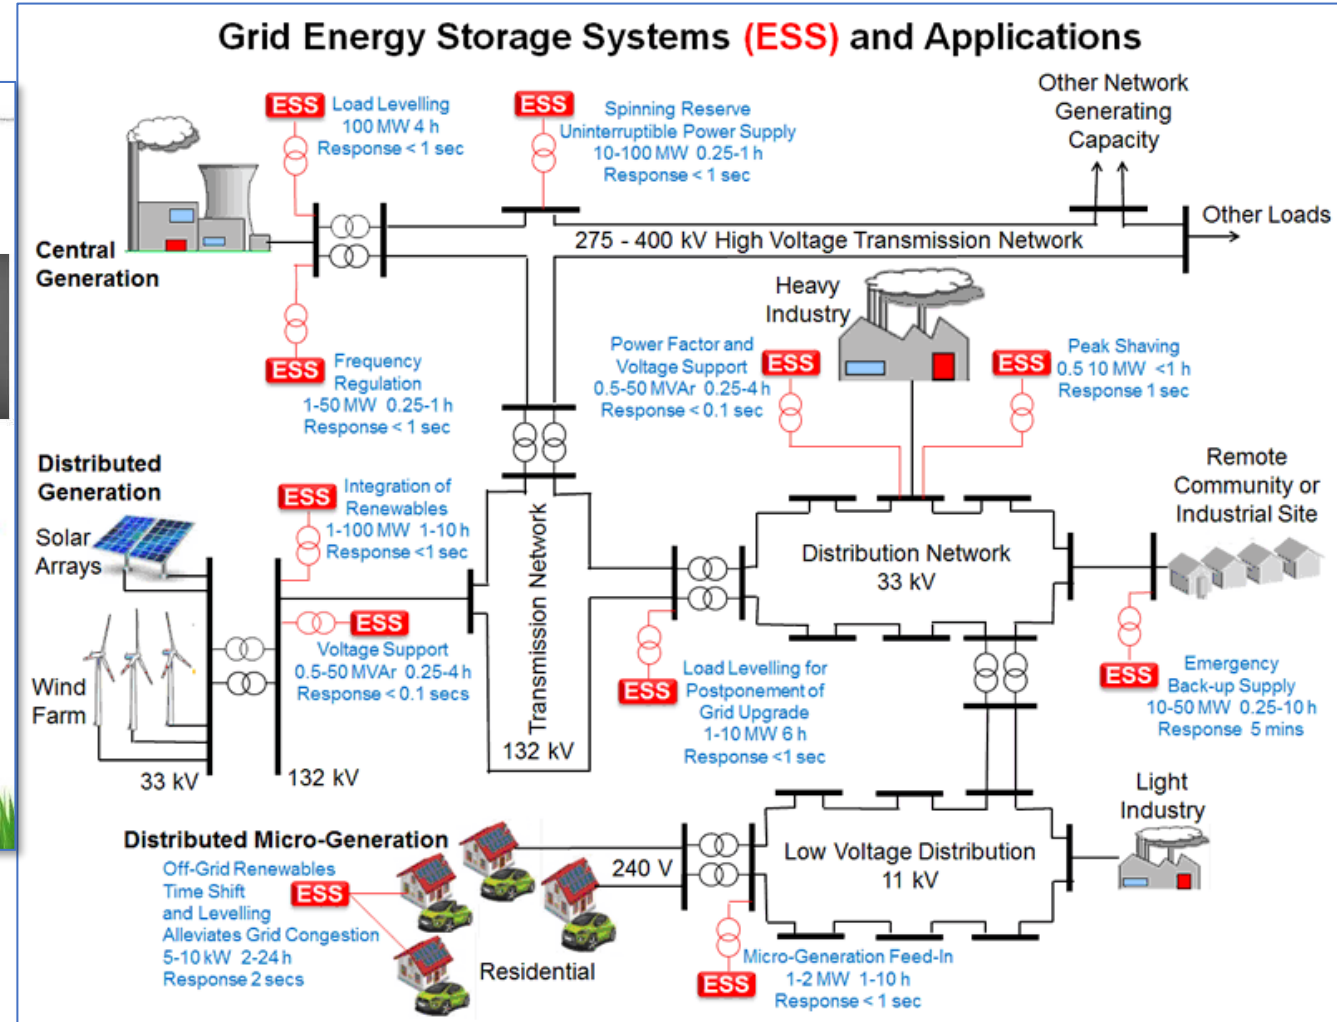 Grid Energy Storage Systems (ESS) and Applications
ESS
Load Levelling
100 MW 4 h
Response < 1 sec
ESS
Spinning Reserve
Uninterruptible Power Supply
10-100 MW 0.25-1 h
Response < 1 sec
Other Network
Generating
Capacity
Other Loads
275 - 400 kV High Voltage Transmission Network
Central
Generation
ESS
Frequency
Regulation
1-50 MW 0.25-1 h
Response < 1 sec
Heavy
Industry
Power Factor and
Voltage Support
0.5-50 MVAr 0.25-4 h
Response < 0.1 sec
ESS
ESS
Peak Shaving
0.5 10 MW <1 h
Response 1 sec
Distributed
Generation
Solar
Arrays
Wind
Farm
33 kV
132 kV
ESS
Integration of
Renewables
1-100 MW 1-10 h
Response <1 sec
ESS
Voltage Support
0.5-50 MVAr 0.25-4 h
Response < 0.1 secs
Transmission Network
132 kV
Distribution Network
33 kV
ESS
Load Levelling for
Postponement of
Grid Upgrade
1-10 MW 6 h
Response <1 sec
Remote
Community or
Industrial Site
ESS
Emergency
Back-up Supply
10-50 MW 0.25-10 h
Response 5 mins
Light
Industry
Low Voltage Distribution
11 kV
240 V
Distributed Micro-Generation
Off-Grid Renewables
Time Shift
and Levelling
Alleviates Grid Congestion
5-10 kW 2-24 h
Response 2 secs
ESS
Residential
ESS
Micro-Generation Feed-In
1-2 MW 1-10 h
Response < 1 sec